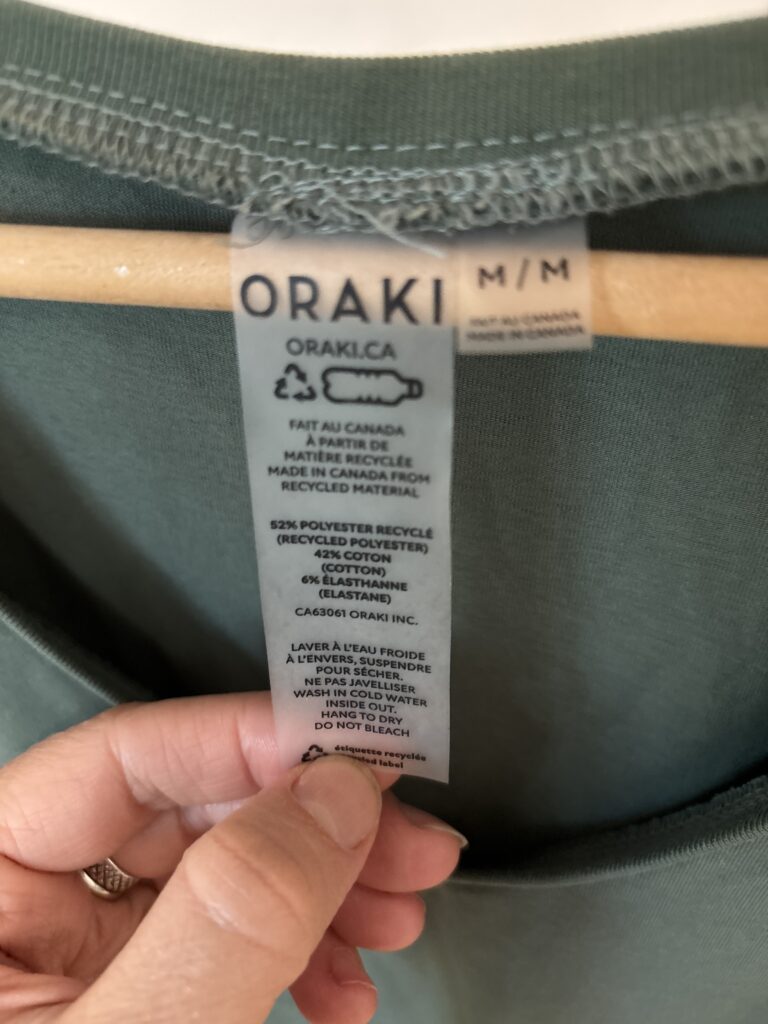 ORAKI
M / M
FAIT AU CANADA
MADE IN CANADA
ORAKI.CA
FAIT AU CANADA
À PARTIR DE
MATIÈRE RECYCLÉE
MADE IN CANADA FROM
RECYCLED MATERIAL
52% POLYESTER RECYCLÉ
(RECYCLED POLYESTER)
42% COTON
(COTTON)
6% ÉLASTHANNE
(ELASTANE)
CA63061 ORAKI INC.
LAVER À L'EAU FROIDE
À L'ENVERS, SUSPENDRE
POUR SÉCHER.
NE PAS JAVELLISER
WASH IN COLD WATER
INSIDE OUT.
HANG TO DRY
DO NOT BLEACH
étiquette recyclée
label